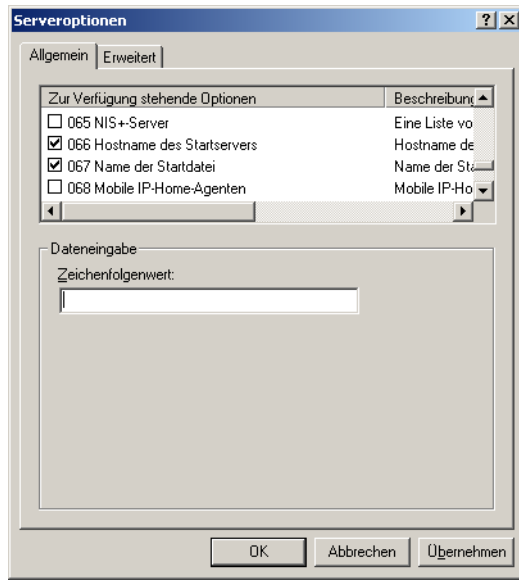 Serveroptionen
Allgemein Erweitert
Zur Verfügung stehende Optionen Beschreibung
065 NIS+-Server Eine Liste vo
066 Hostname des Startservers Hostname de
067 Name der Startdatei Name der Sta
068 Mobile IP-Home-Agenten Mobile IP-Ho
Dateneingabe
Zeichenfolgenwert:
OK Abbrechen Übernehmen